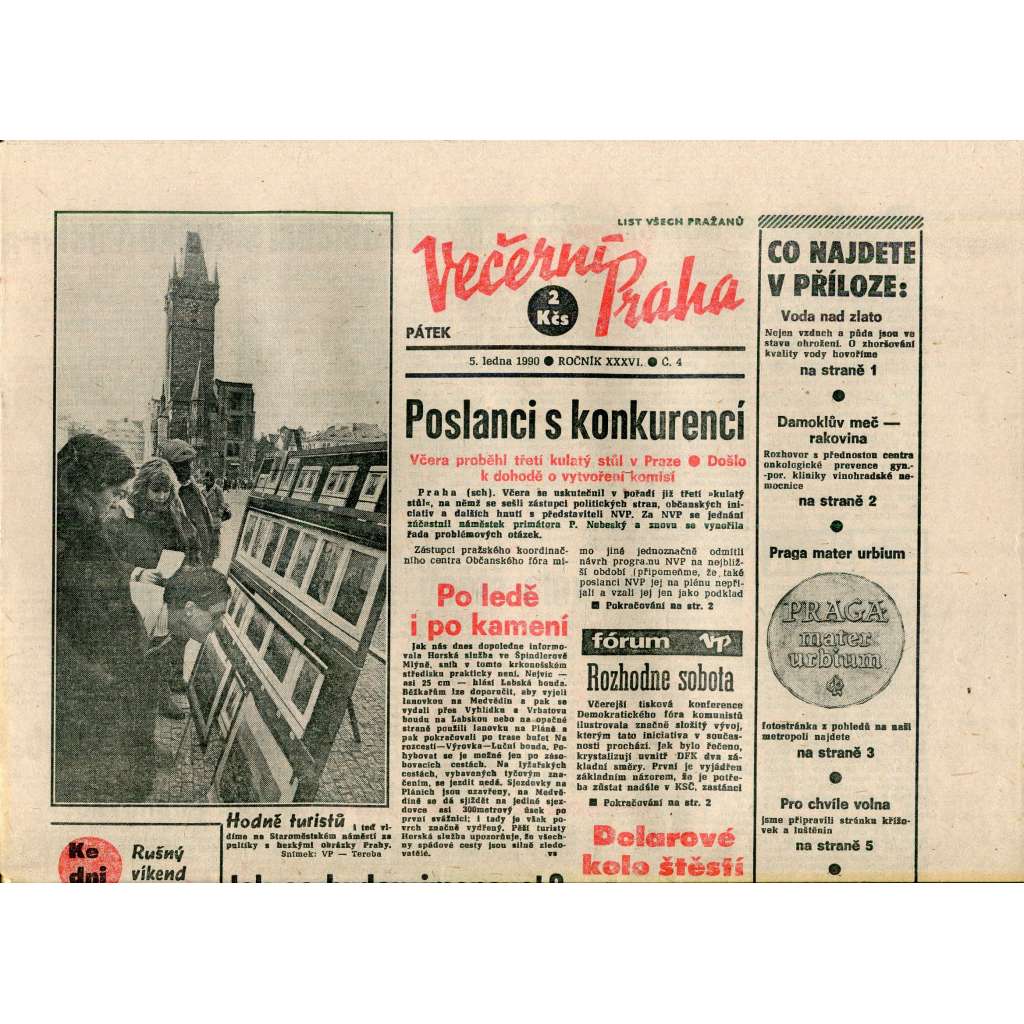 LIST VŠECH PRAŽANŮ
Večerní
Praha
2
Kčs
PÁTEK
5. ledna 1990 ● ROČNÍK XXXVI. ● Č. 4
Poslanci s konkurencí
Včera proběhl třetí kulatý stůl v Praze ● Došlo
k dohodě o vytvoření komisí
Praha (sch). Včera se uskutečnil v pořadí již třetí »kulatý
stůl«, na němž se sešli zástupci politických stran, občanských ini-
ciativ a dalších hnutí s představiteli NVP. Za NVP se jednání
zúčastnil náměstek primátora P. Nebeský a znovu se vynořila
řada problémových otázek.
Zástupci pražského koordinač-
ního centra Občanského fóra mi-
mo jiné jednoznačně odmítli
návrh programu NVP na nejbliž-
ší období (připomeňme, že také
poslanci NVP jej na plénu nepři-
jali a vzali jej jen jako podklad
■ Pokračování na str. 2
Po ledě
i po kamení
Jak nás dnes dopoledne informo-
vala Horská služba ve Špindlerově
Mlýně, sníh v tomto krkonošském
středisku prakticky není. Nejvíc —
asi 25 cm — hlásí Labská bouda.
Běžkařům lze doporučit, aby vyjeli
lanovkou na Medvědín a pak se
vydali přes Vyhlídku a Vrbatovu
boudu na Labskou nebo na opačné
straně použili lanovku na Pláně a
pak pokračovali po trase bufet Na
rozcestí—Výrovka—Luční bouda. Po-
hybovat se je možné jen po záso-
bovacích cestách. Na lyžařských
cestách, vybavených tyčovým znače-
ním, se jezdit nedá. Sjezdovky na
Pláních jsou uzavřeny, na Medvě-
díně se dá sjíždět na jediné sjez-
dovce asi 300metrový úsek po
první svážnici; i tady je však po-
vrch značně vydřený. Pěší turisty
Horská služba upozorňuje, že všech-
ny spádové cesty jsou silně zledo-
vatělé. vs
fórum VP
Rozhodne sobota
Včerejší tisková konference
Demokratického fóra komunistů
ilustrovala značně složitý vývoj,
kterým tato iniciativa v součas-
nosti prochází. Jak bylo řečeno,
krystalizují uvnitř DFK dva zá-
kladní směry. První je vyjádřen
základním názorem, že je potře-
ba zůstat nadále v KSČ, zastánci
■ Pokračování na str. 2
Dolarové
kolo štěstí
CO NAJDETE
V PŘÍLOZE:
Voda nad zlato
Nejen vzduch a půda jsou ve
stavu ohrožení. O zhoršování
kvality vody hovoříme
na straně 1
Damoklův meč —
rakovina
Rozhovor s přednostou centra
onkologické prevence gyn.-
-por. kliniky vinohradské ne-
mocnice
na straně 2
Praga mater urbium
PRAGA
mater
urbium
fotostránka z pohledů na naši
metropoli najdete
na straně 3
Pro chvíle volna
jsme připravili stránku křížo-
vek a luštěnin
na straně 5
Hodně turistů i teď ví-
díme na Staroměstském náměstí za
pultíky s hezkými obrázky Prahy.
Snímek: VP — Tereba
Ke
dni
Rušný
víkend